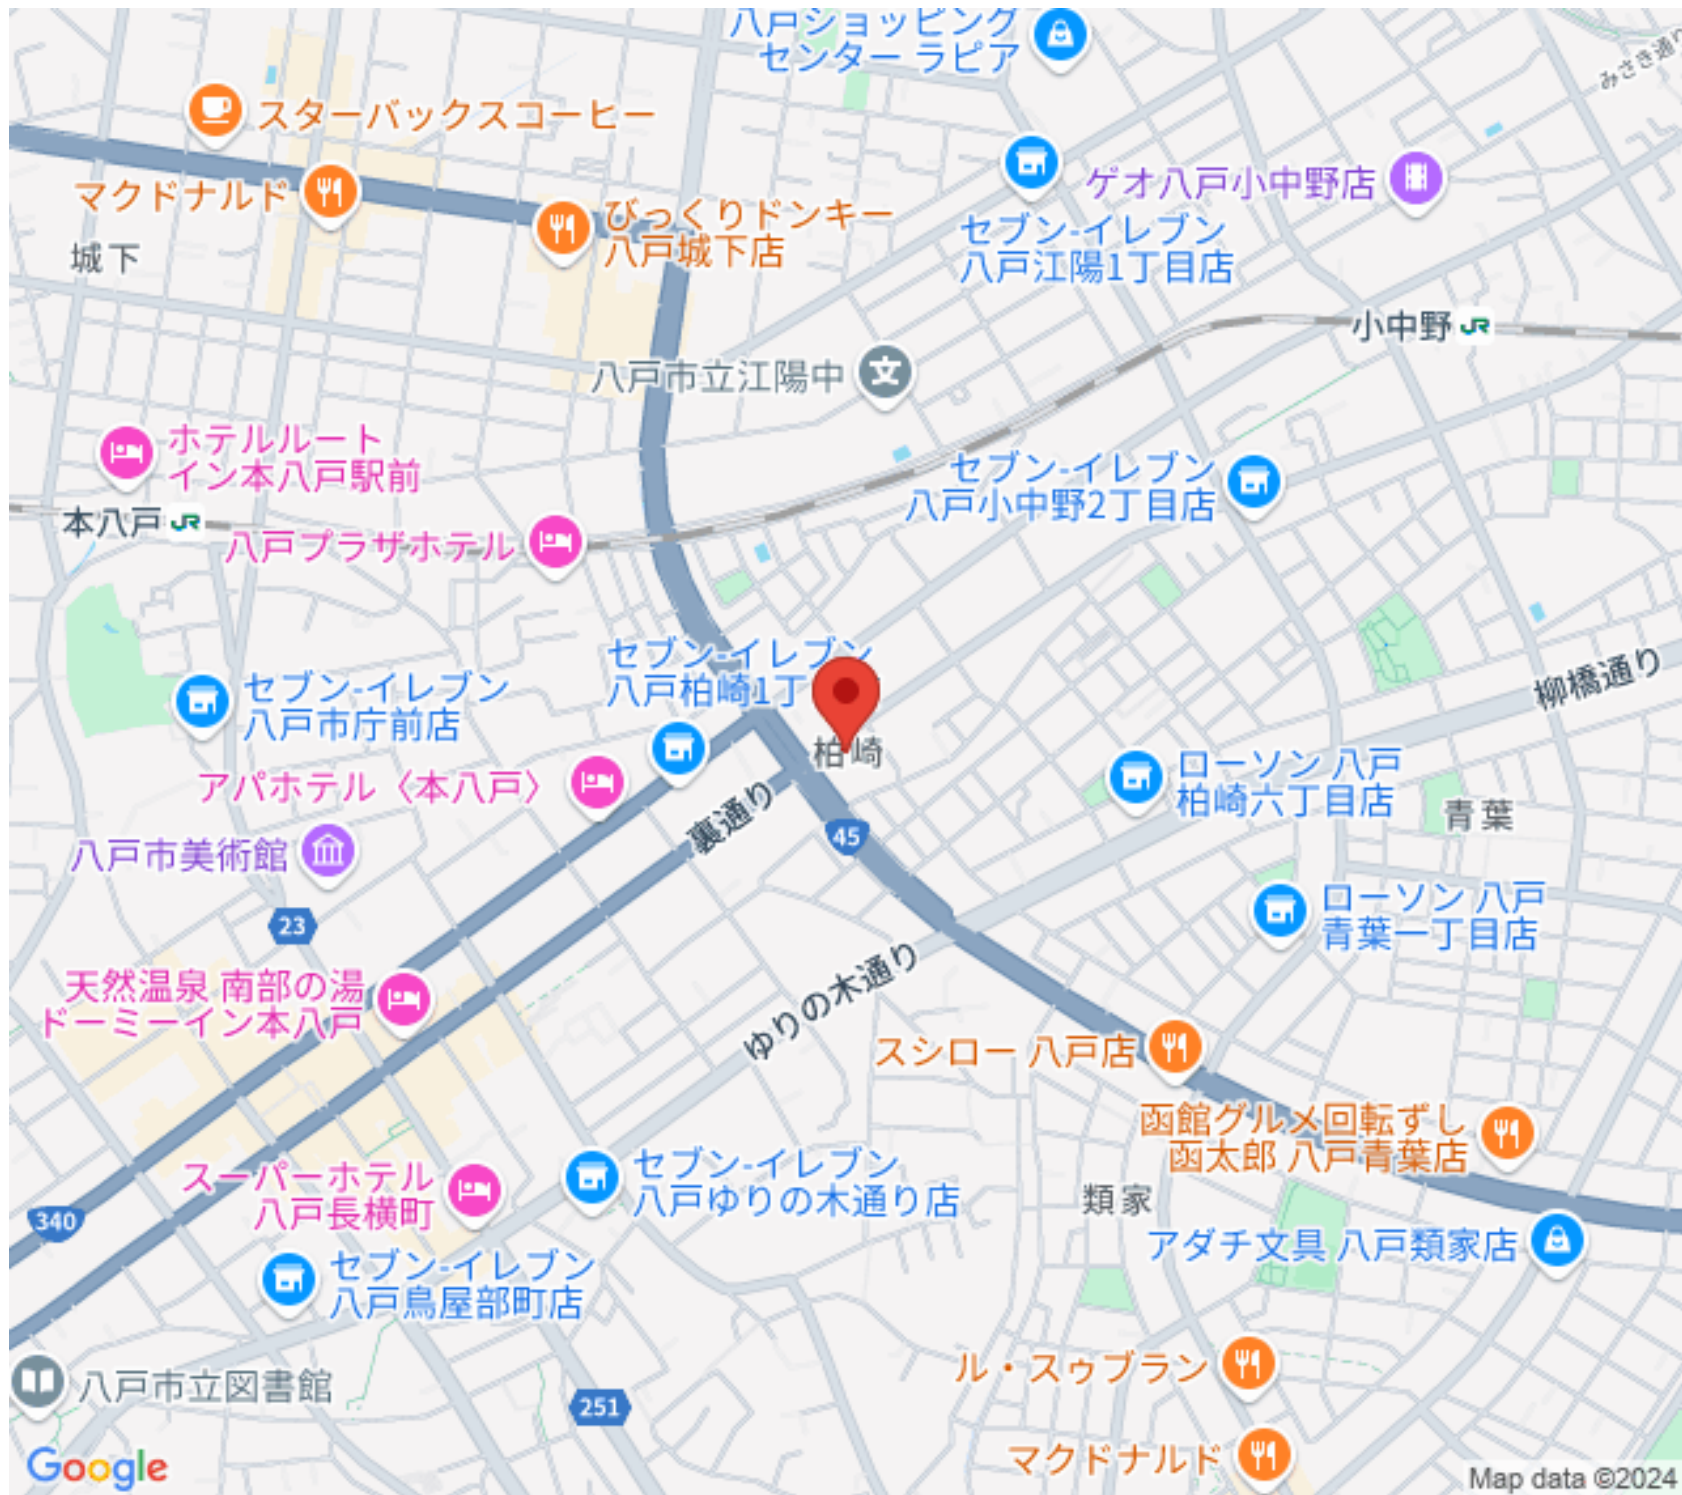 八戸ショッピング
センター ラピア
みさき通り
スターバックスコーヒー
マクドナルド
びっくりドンキー
八戸城下店
ゲオ八戸小中野店
セブン-イレブン
八戸江陽1丁目店
城下
小中野 JR
八戸市立江陽中
文
ホテルルート
イン本八戸駅前
セブン-イレブン
八戸小中野2丁目店
本八戸 JR
八戸プラザホテル
セブン-イレブン
八戸柏崎1丁
柳橋通り
セブン-イレブン
八戸市庁前店
柏崎
アパホテル〈本八戸〉
ローソン 八戸
柏崎六丁目店
裏通り
青葉
45
八戸市美術館
ローソン 八戸
青葉一丁目店
23
ゆりの木通り
天然温泉 南部の湯
ドーミーイン本八戸
スシロー 八戸店
函館グルメ回転ずし
函太郎 八戸青葉店
スーパーホテル
八戸長横町
セブン-イレブン
八戸ゆりの木通り店
類家
340
アダチ文具 八戸類家店
セブン-イレブン
八戸鳥屋部町店
ル・スゥブラン
八戸市立図書館
251
マクドナルド
Google
Map data ©2024